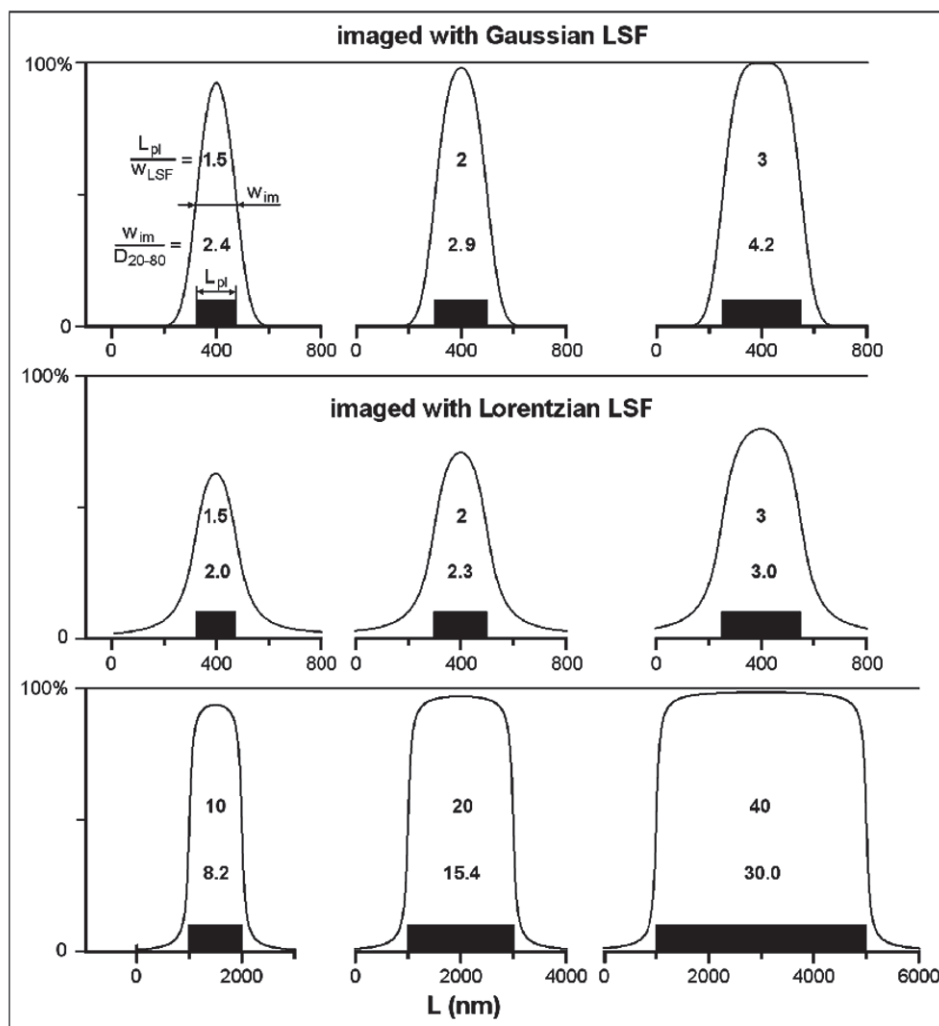 imaged with Gaussian LSF
100%
L_pl / w_LSF = 1.5
2
3
w_im
w_im / D_20-80 = 2.4
2.9
4.2
L_pl
0
0 400 800
0 400 800
0 400 800
100%
imaged with Lorentzian LSF
1.5
2
3
2.0
2.3
3.0
0
0 400 800
0 400 800
0 400 800
100%
10
20
40
8.2
15.4
30.0
0
0 2000
0 2000 4000
0 2000 4000 6000
L (nm)